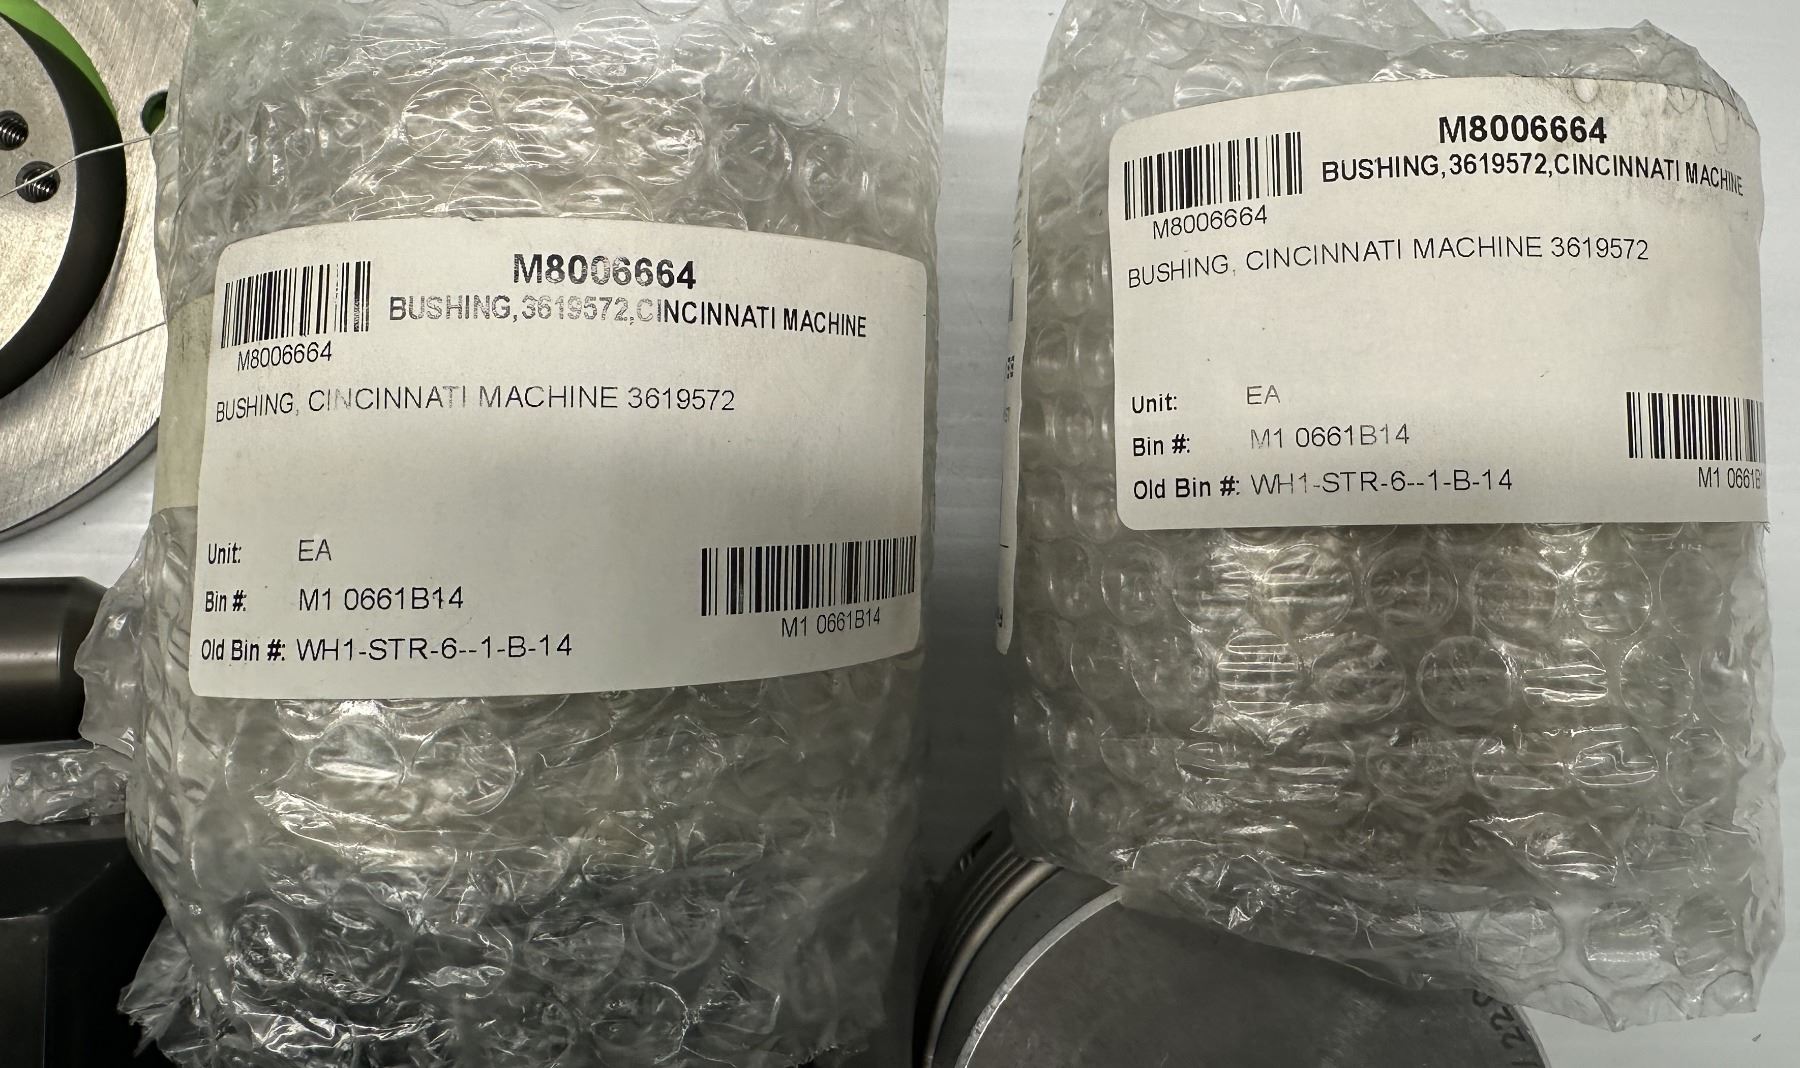 M8006664
BUSHING,3619572,CINCINNATI MACHINE
M8006664
BUSHING, CINCINNATI MACHINE 3619572
Unit: EA
Bin #: M1 0661B14
M1 0661B14
Old Bin #: WH1-STR-6--1-B-14
M8006664
BUSHING,3619572,CINCINNATI MACHINE
M8006664
BUSHING, CINCINNATI MACHINE 3619572
Unit: EA
Bin #: M1 0661B14
M1 0661B
Old Bin #: WH1-STR-6--1-B-14